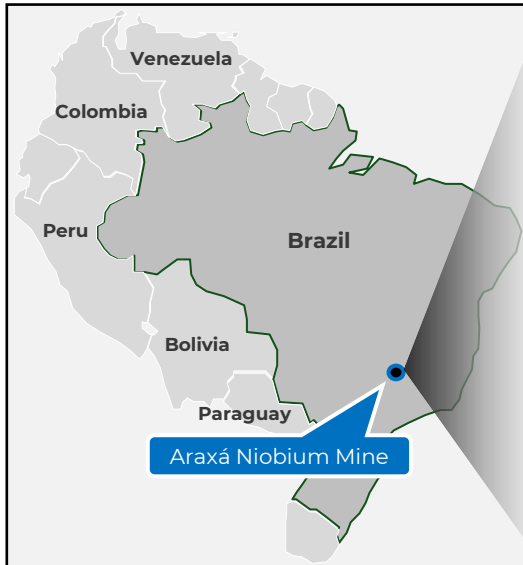 Venezuela
Colombia
Peru
Brazil
Bolivia
Paraguay
Araxá Niobium Mine